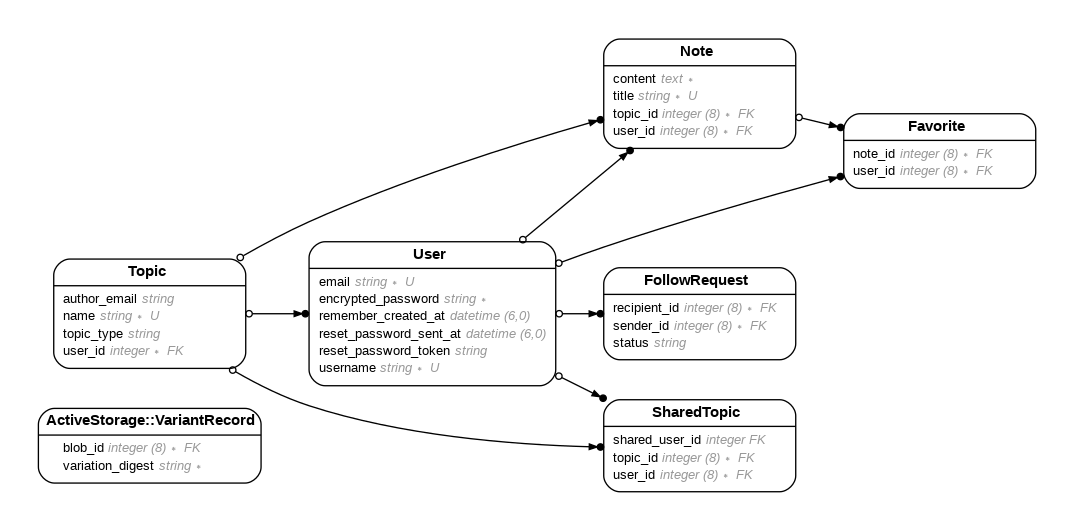 Note
content text ∗
title string ∗ U
topic_id integer (8) ∗ FK
user_id integer (8) ∗ FK
Favorite
note_id integer (8) ∗ FK
user_id integer (8) ∗ FK
Topic
author_email string
name string ∗ U
topic_type string
user_id integer ∗ FK
User
email string ∗ U
encrypted_password string ∗
remember_created_at datetime (6,0)
reset_password_sent_at datetime (6,0)
reset_password_token string
username string ∗ U
FollowRequest
recipient_id integer (8) ∗ FK
sender_id integer (8) ∗ FK
status string
ActiveStorage::VariantRecord
blob_id integer (8) ∗ FK
variation_digest string ∗
SharedTopic
shared_user_id integer FK
topic_id integer (8) ∗ FK
user_id integer (8) ∗ FK